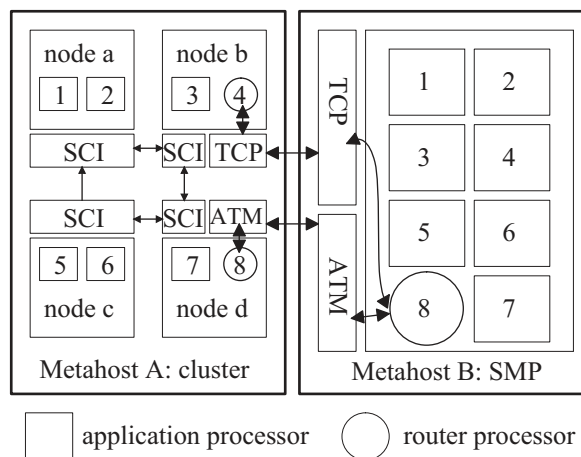 node a
1 2
node b
3 4
SCI
SCI
TCP
SCI
SCI
ATM
5 6
node c
7 8
node d
Metahost A: cluster
TCP
ATM
1 2
3 4
5 6
8 7
Metahost B: SMP
application processor
router processor